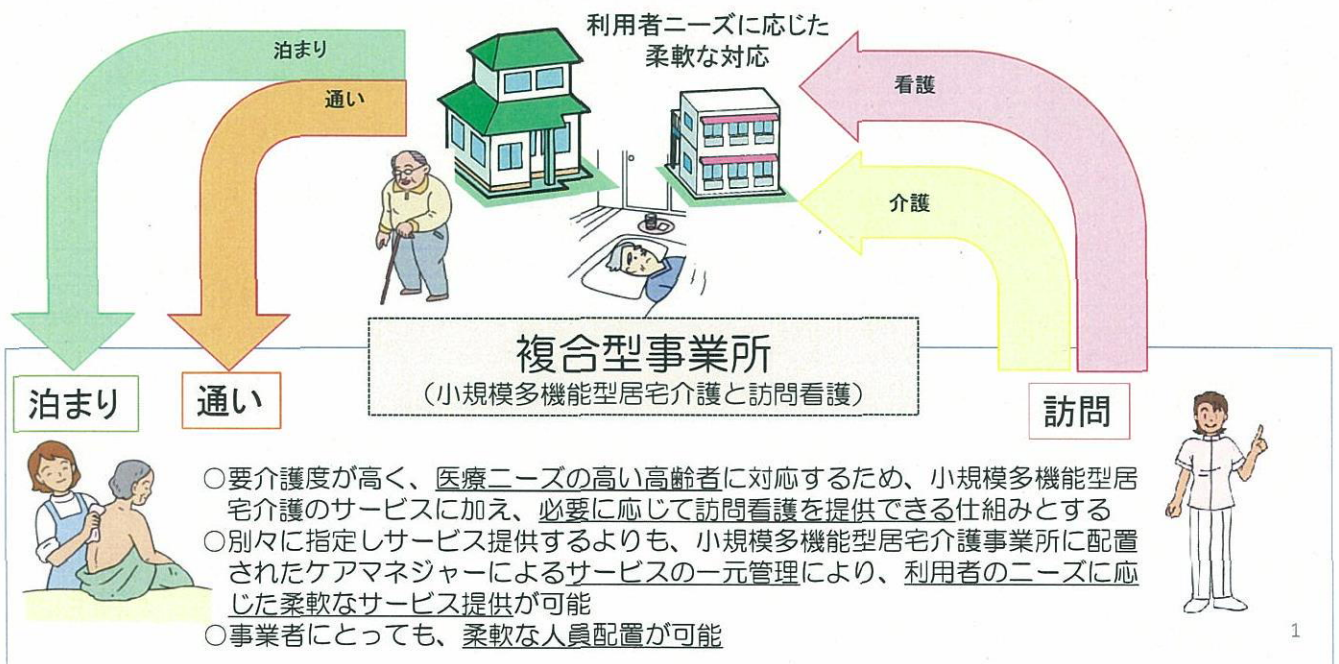 利用者ニーズに応じた
柔軟な対応
泊まり
通い
看護
介護
複合型事業所
(小規模多機能型居宅介護と訪問看護)
泊まり
通い
訪問
○要介護度が高く、医療ニーズの高い高齢者に対応するため、小規模多機能型居
宅介護のサービスに加え、必要に応じて訪問看護を提供できる仕組みとする
○別々に指定しサービス提供するよりも、小規模多機能型居宅介護事業所に配置
されたケアマネジャーによるサービスの一元管理により、利用者のニーズに応
じた柔軟なサービス提供が可能
○事業者にとっても、柔軟な人員配置が可能
1